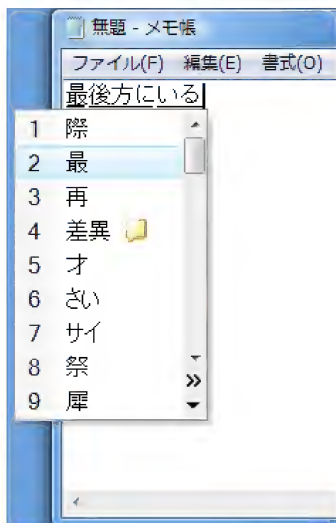 無題 - メモ帳
ファイル(F) 編集(E) 書式(O)
最後方にいる
1 際
2 最
3 再
4 差異
5 才
6 さい
7 サイ
8 祭
9 犀